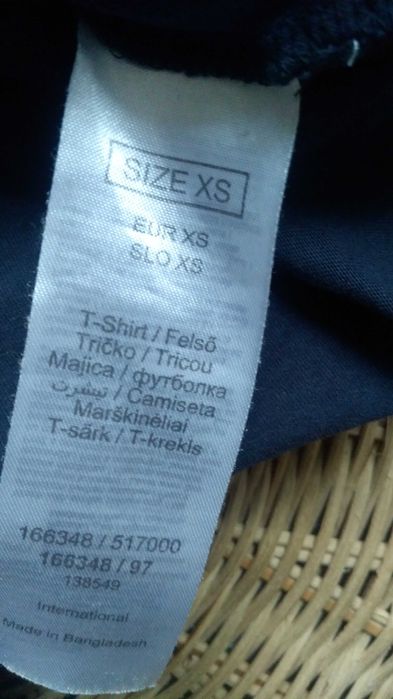 SIZE XS
EUR XS
SLO XS
T-Shirt / Felső
Tričko / Tricou
Majica / футболка
تيشرت / Camiseta
Marškinėliai
T-särk / T-krekls
166348 / 517000
166348 / 97
138549
International
Made in Bangladesh